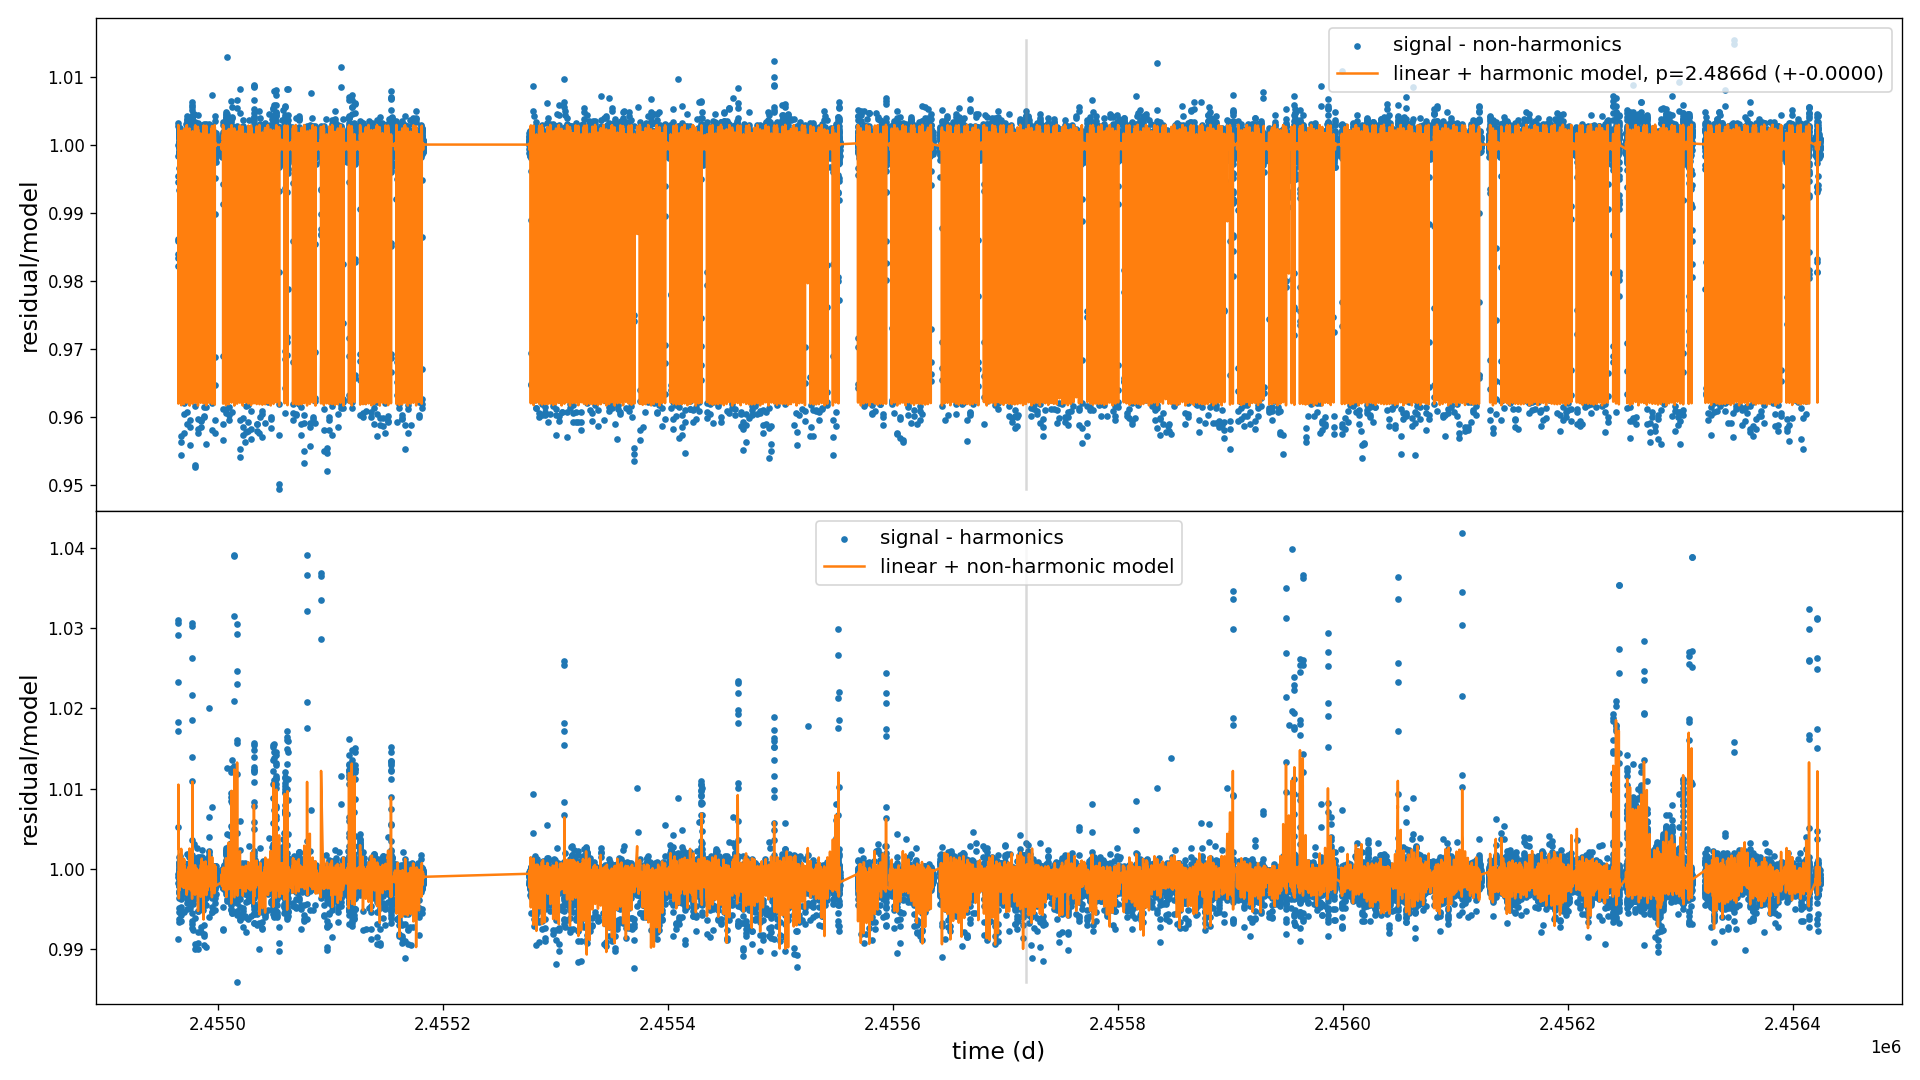 signal - non-harmonics
linear + harmonic model, p=2.4866d (+-0.0000)
1.01
1.00
0.99
0.98
0.97
0.96
0.95
residual/model
signal - harmonics
linear + non-harmonic model
1.04
1.03
1.02
1.01
1.00
0.99
residual/model
2.4550 2.4552 2.4554 2.4556 2.4558 2.4560 2.4562 2.4564
1e6
time (d)